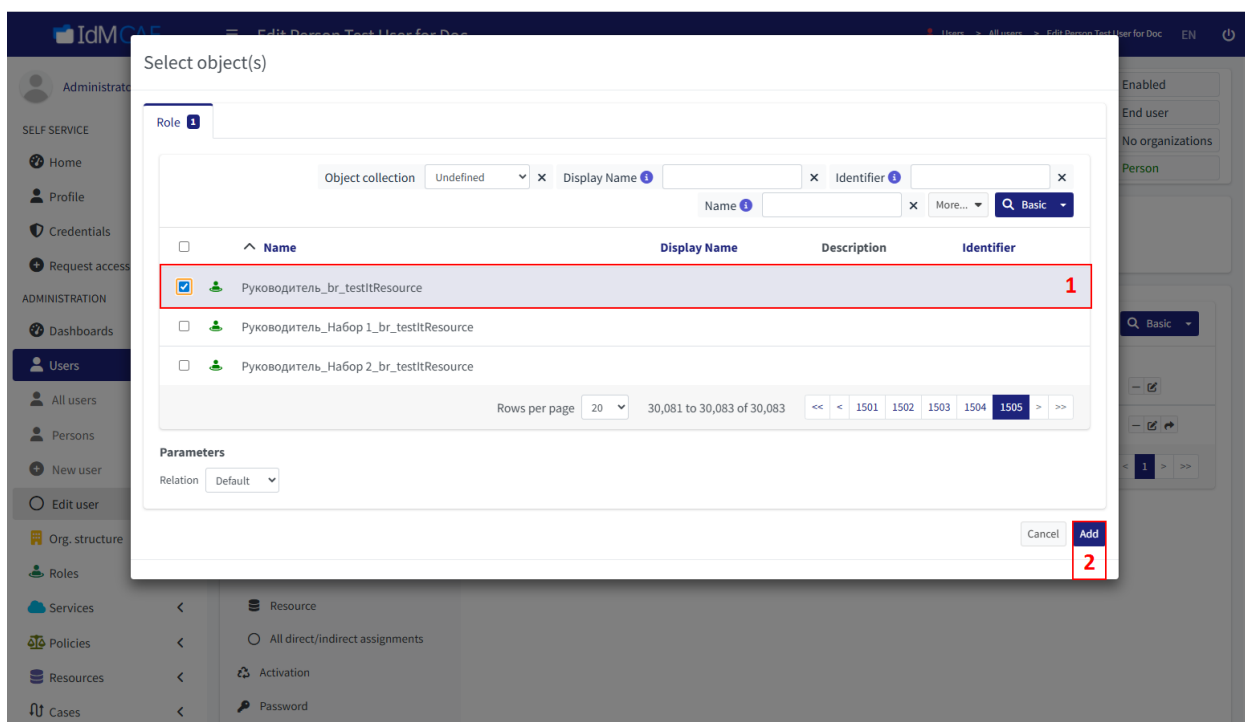 IdMCAF Edit Person Test User for Doc Users > All users > Edit Person Test User for Doc EN
Select object(s)
Administrato
Enabled
End user
No organizations
Person
SELF SERVICE
Home
Profile
Credentials
Request access
ADMINISTRATION
Dashboards
Users
All users
Persons
New user
Edit user
Org. structure
Roles
Services
Policies
Resources
Cases
Role 1
Object collection Undefined × Display Name × Identifier ×
Name × More... Basic
Name Display Name Description Identifier
Руководитель_br_testItResource 1
Руководитель_Набор 1_br_testItResource
Руководитель_Набор 2_br_testItResource
Rows per page 20 30,081 to 30,083 of 30,083 << < 1501 1502 1503 1504 1505 > >>
Parameters
Relation Default
Cancel Add
2
Basic
< 1 > >>
Resource
All direct/indirect assignments
Activation
Password